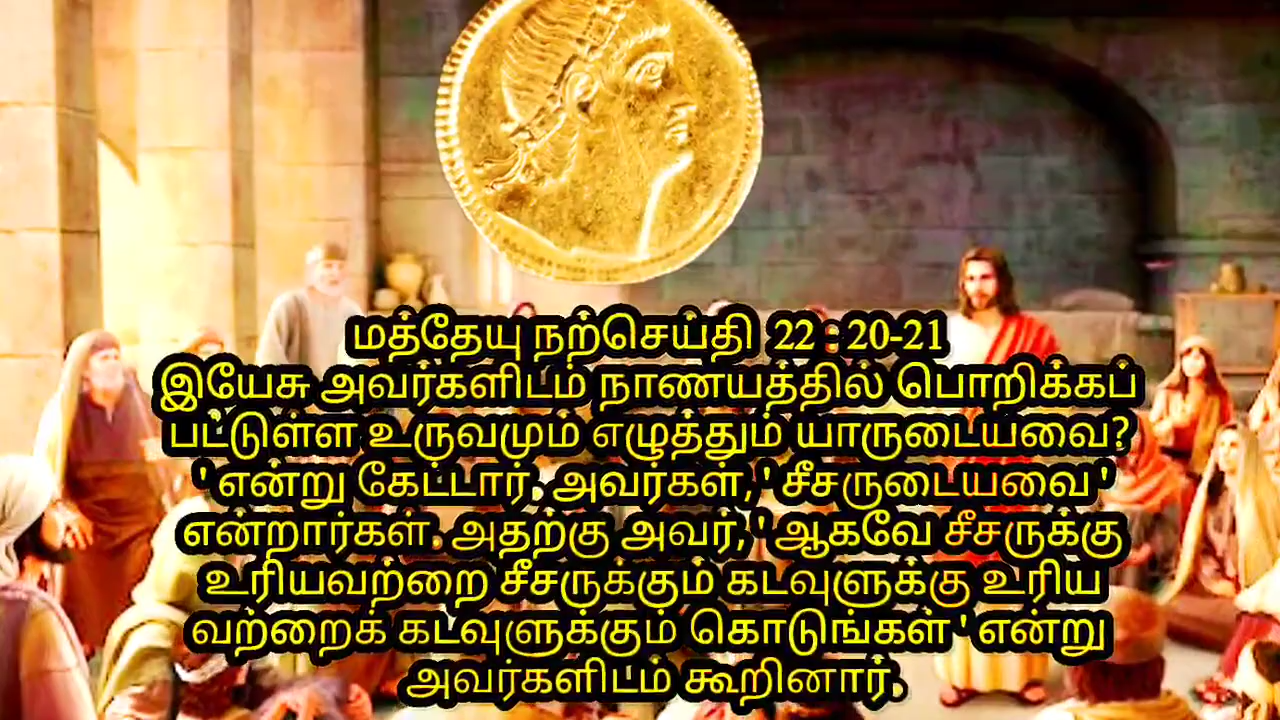 மத்தேயு நற்செய்தி 22 : 20-21
இயேசு அவர்களிடம் நாணயத்தில் பொறிக்கப்
பட்டுள்ள உருவமும் எழுத்தும் யாருடையவை?
' என்று கேட்டார். அவர்கள், ' சீசருடையவை '
என்றார்கள். அதற்கு அவர், ' ஆகவே சீசருக்கு
உரியவற்றை சீசருக்கும் கடவுளுக்கு உரிய
வற்றைக் கடவுளுக்கும் கொடுங்கள் ' என்று
அவர்களிடம் கூறினார்.